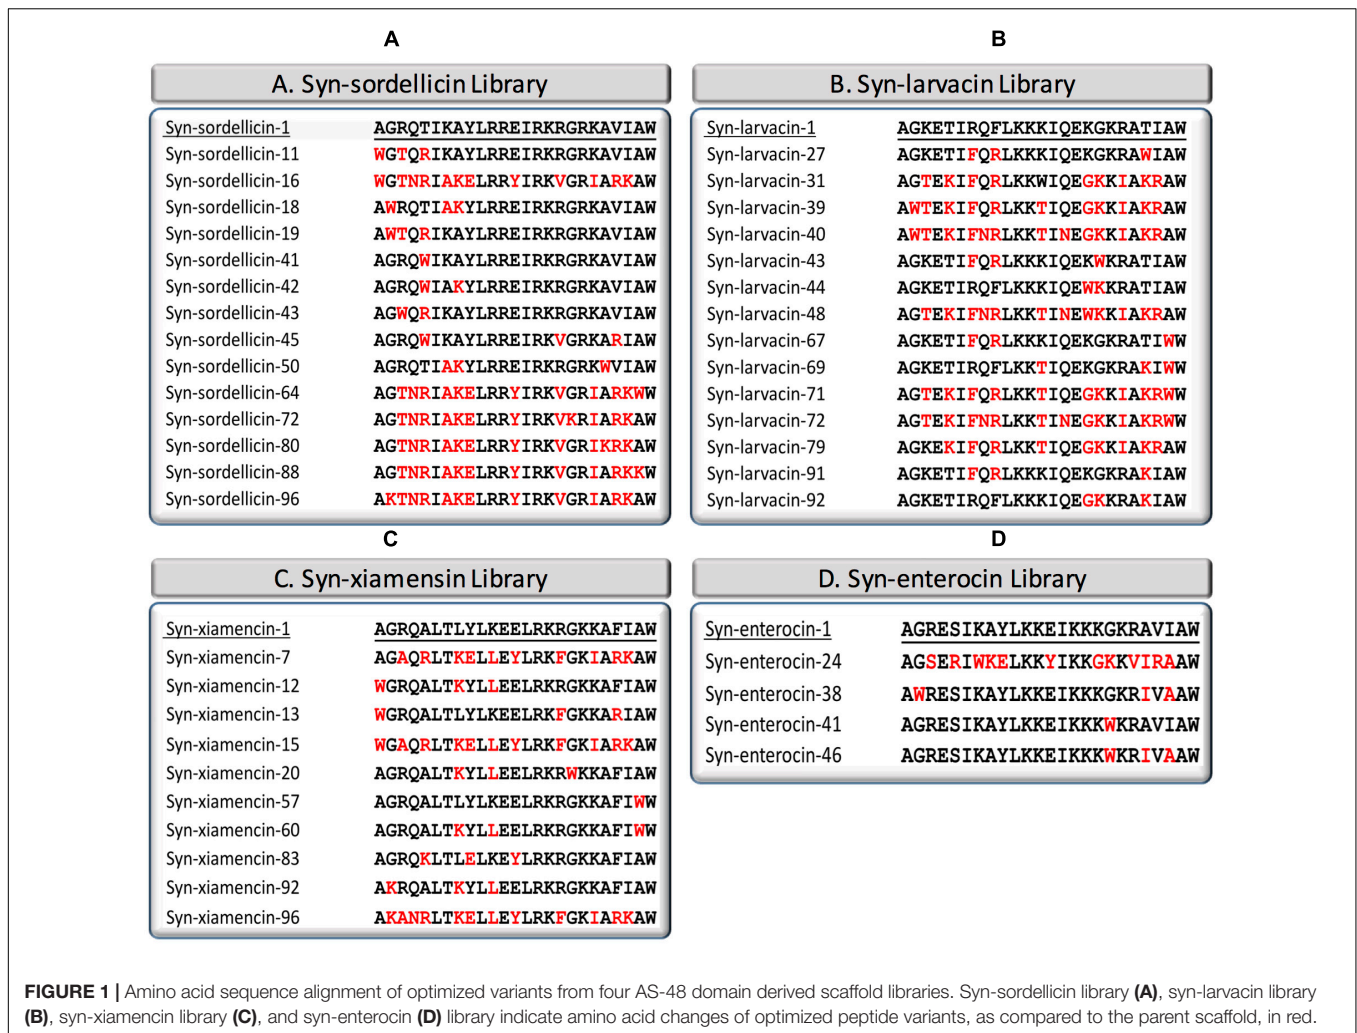 A
A. Syn-sordellicin Library
Syn-sordellicin-1 AGRQTIKAYLRREIRKRGRKAVIAW
Syn-sordellicin-11 WGTQRIKAYLRREIRKRGRKAVIAW
Syn-sordellicin-16 WGTNRIAKELRRYIRKVGRIARKAW
Syn-sordellicin-18 AWRQTIAKYLRREIRKRGRKAVIAW
Syn-sordellicin-19 AWTQRIKAYLRREIRKRGRKAVIAW
Syn-sordellicin-41 AGRQWIKAYLRREIRKRGRKAVIAW
Syn-sordellicin-42 AGRQWIAKYLRREIRKRGRKAVIAW
Syn-sordellicin-43 AGWQRIKAYLRREIRKRGRKAVIAW
Syn-sordellicin-45 AGRQWIKAYLRREIRKVGRKARIAW
Syn-sordellicin-50 AGRQTIAKYLRREIRKRGRKWVIAW
Syn-sordellicin-64 AGTNRIAKELRRYIRKVGRIARKWW
Syn-sordellicin-72 AGTNRIAKELRRYIRKVKRIARKAW
Syn-sordellicin-80 AGTNRIAKELRRYIRKVGRIKRKAW
Syn-sordellicin-88 AGTNRIAKELRRYIRKVGRIARKKW
Syn-sordellicin-96 AKTNRIAKELRRYIRKVGRIARKAW
B
B. Syn-larvacin Library
Syn-larvacin-1 AGKETIRQFLKKKIQEKGKRATIAW
Syn-larvacin-27 AGKETIFQRLKKKIQEKGKRAWIAW
Syn-larvacin-31 AGTEKIFQRLKKWIQEGKKIAKRAW
Syn-larvacin-39 AWTEKIFQRLKKTIQEGKKIAKRAW
Syn-larvacin-40 AWTEKIFNRLKKTINEGKKIAKRAW
Syn-larvacin-43 AGKETIFQRLKKKIQEKWKRATIAW
Syn-larvacin-44 AGKETIRQFLKKKIQEWKKRATIAW
Syn-larvacin-48 AGTEKIFNRLKKTINEWKKIAKRAW
Syn-larvacin-67 AGKETIFQRLKKKIQEKGKRATIWW
Syn-larvacin-69 AGKETIRQFLKKTIQEKGKRAKIWW
Syn-larvacin-71 AGTEKIFQRLKKTIQEGKKIAKRWW
Syn-larvacin-72 AGTEKIFNRLKKTINEGKKIAKRWW
Syn-larvacin-79 AGKEKIFQRLKKTIQEGKKIAKRAW
Syn-larvacin-91 AGKETIFQRLKKKIQEKGKRAKIAW
Syn-larvacin-92 AGKETIRQFLKKKIQEGKKRAKIAW
C
C. Syn-xiamensin Library
Syn-xiamencin-1 AGRQALTLYLKEELRKRGKKAFIAW
Syn-xiamencin-7 AGAQRLTKELLEYLRKFGKIARKAW
Syn-xiamencin-12 WGRQALTKYLLEELRKRGKKAFIAW
Syn-xiamencin-13 WGRQALTLYLKEELRKFGKKARIAW
Syn-xiamencin-15 WGAQRLTKELLEYLRKFGKIARKAW
Syn-xiamencin-20 AGRQALTKYLLEELRKRWKKAFIAW
Syn-xiamencin-57 AGRQALTLYLKEELRKRGKKAFIWW
Syn-xiamencin-60 AGRQALTKYLLEELRKRGKKAFIWW
Syn-xiamencin-83 AGRQKLTLELKEYLRKRGKKAFIAW
Syn-xiamencin-92 AKRQALTKYLLEELRKRGKKAFIAW
Syn-xiamencin-96 AKANRLTKELLEYLRKFGKIARKAW
D
D. Syn-enterocin Library
Syn-enterocin-1 AGRESIKAYLKKEIKKKGKRAVIAW
Syn-enterocin-24 AGSERIWKELKKYIKKGKKVIRAAW
Syn-enterocin-38 AWRESIKAYLKKEIKKKGKRIVAAW
Syn-enterocin-41 AGRESIKAYLKKEIKKKWKRAVIAW
Syn-enterocin-46 AGRESIKAYLKKEIKKKWKRIVAAW
FIGURE 1 | Amino acid sequence alignment of optimized variants from four AS-48 domain derived scaffold libraries. Syn-sordellicin library (A), syn-larvacin library
(B), syn-xiamencin library (C), and syn-enterocin (D) library indicate amino acid changes of optimized peptide variants, as compared to the parent scaffold, in red.